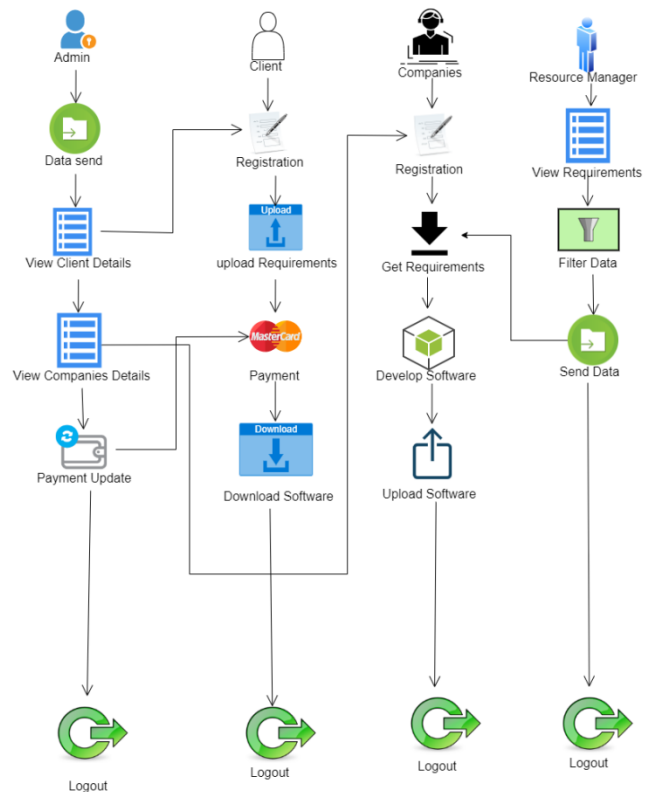 Admin
Client
Companies
Resource Manager
Data send
Registration
Registration
View Requirements
Upload
View Client Details
upload Requirements
Get Requirements
Filter Data
MasterCard
View Companies Details
Payment
Develop Software
Send Data
Download
Payment Update
Download Software
Upload Software
Logout
Logout
Logout
Logout